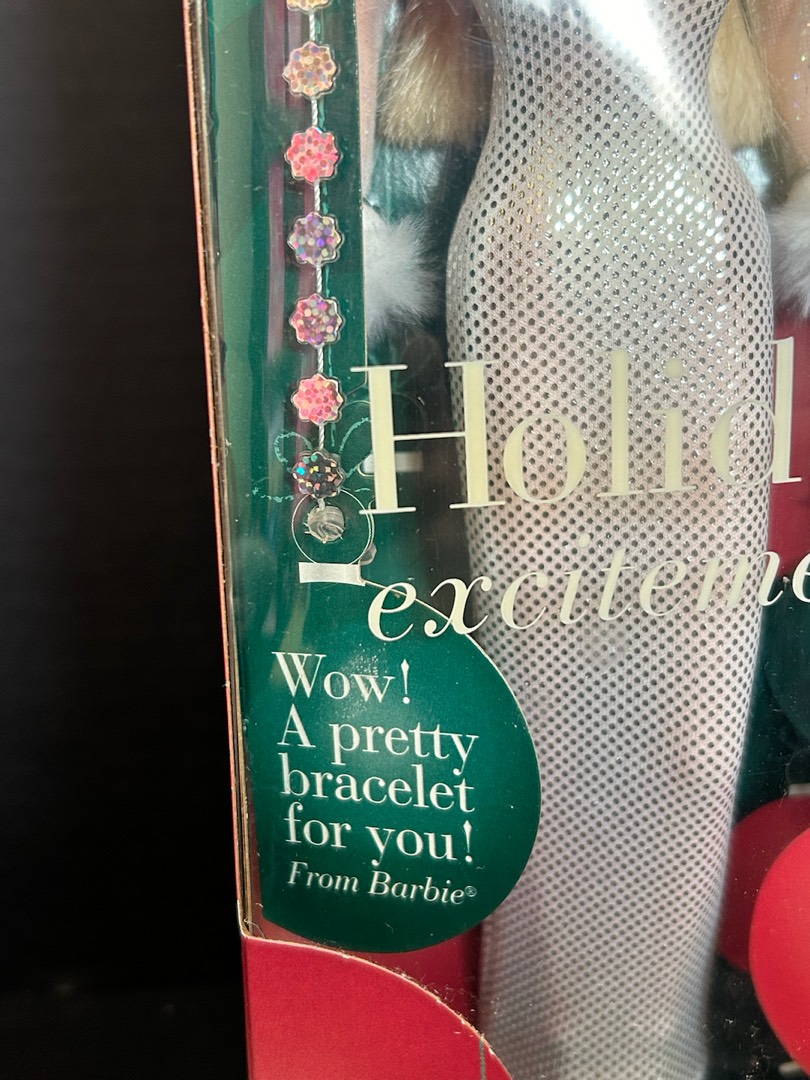 Holid
exciteme
Wow!
A pretty
bracelet
for you!
From Barbie®